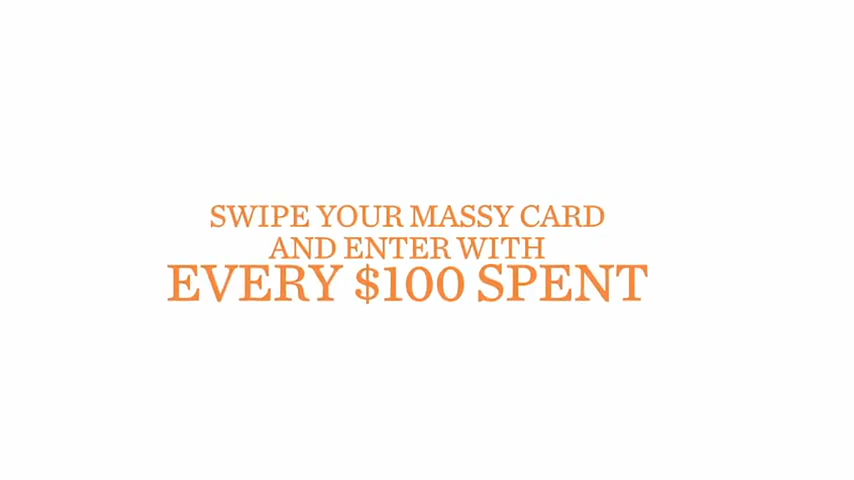 SWIPE YOUR MASSY CARD
AND ENTER WITH
EVERY $100 SPENT